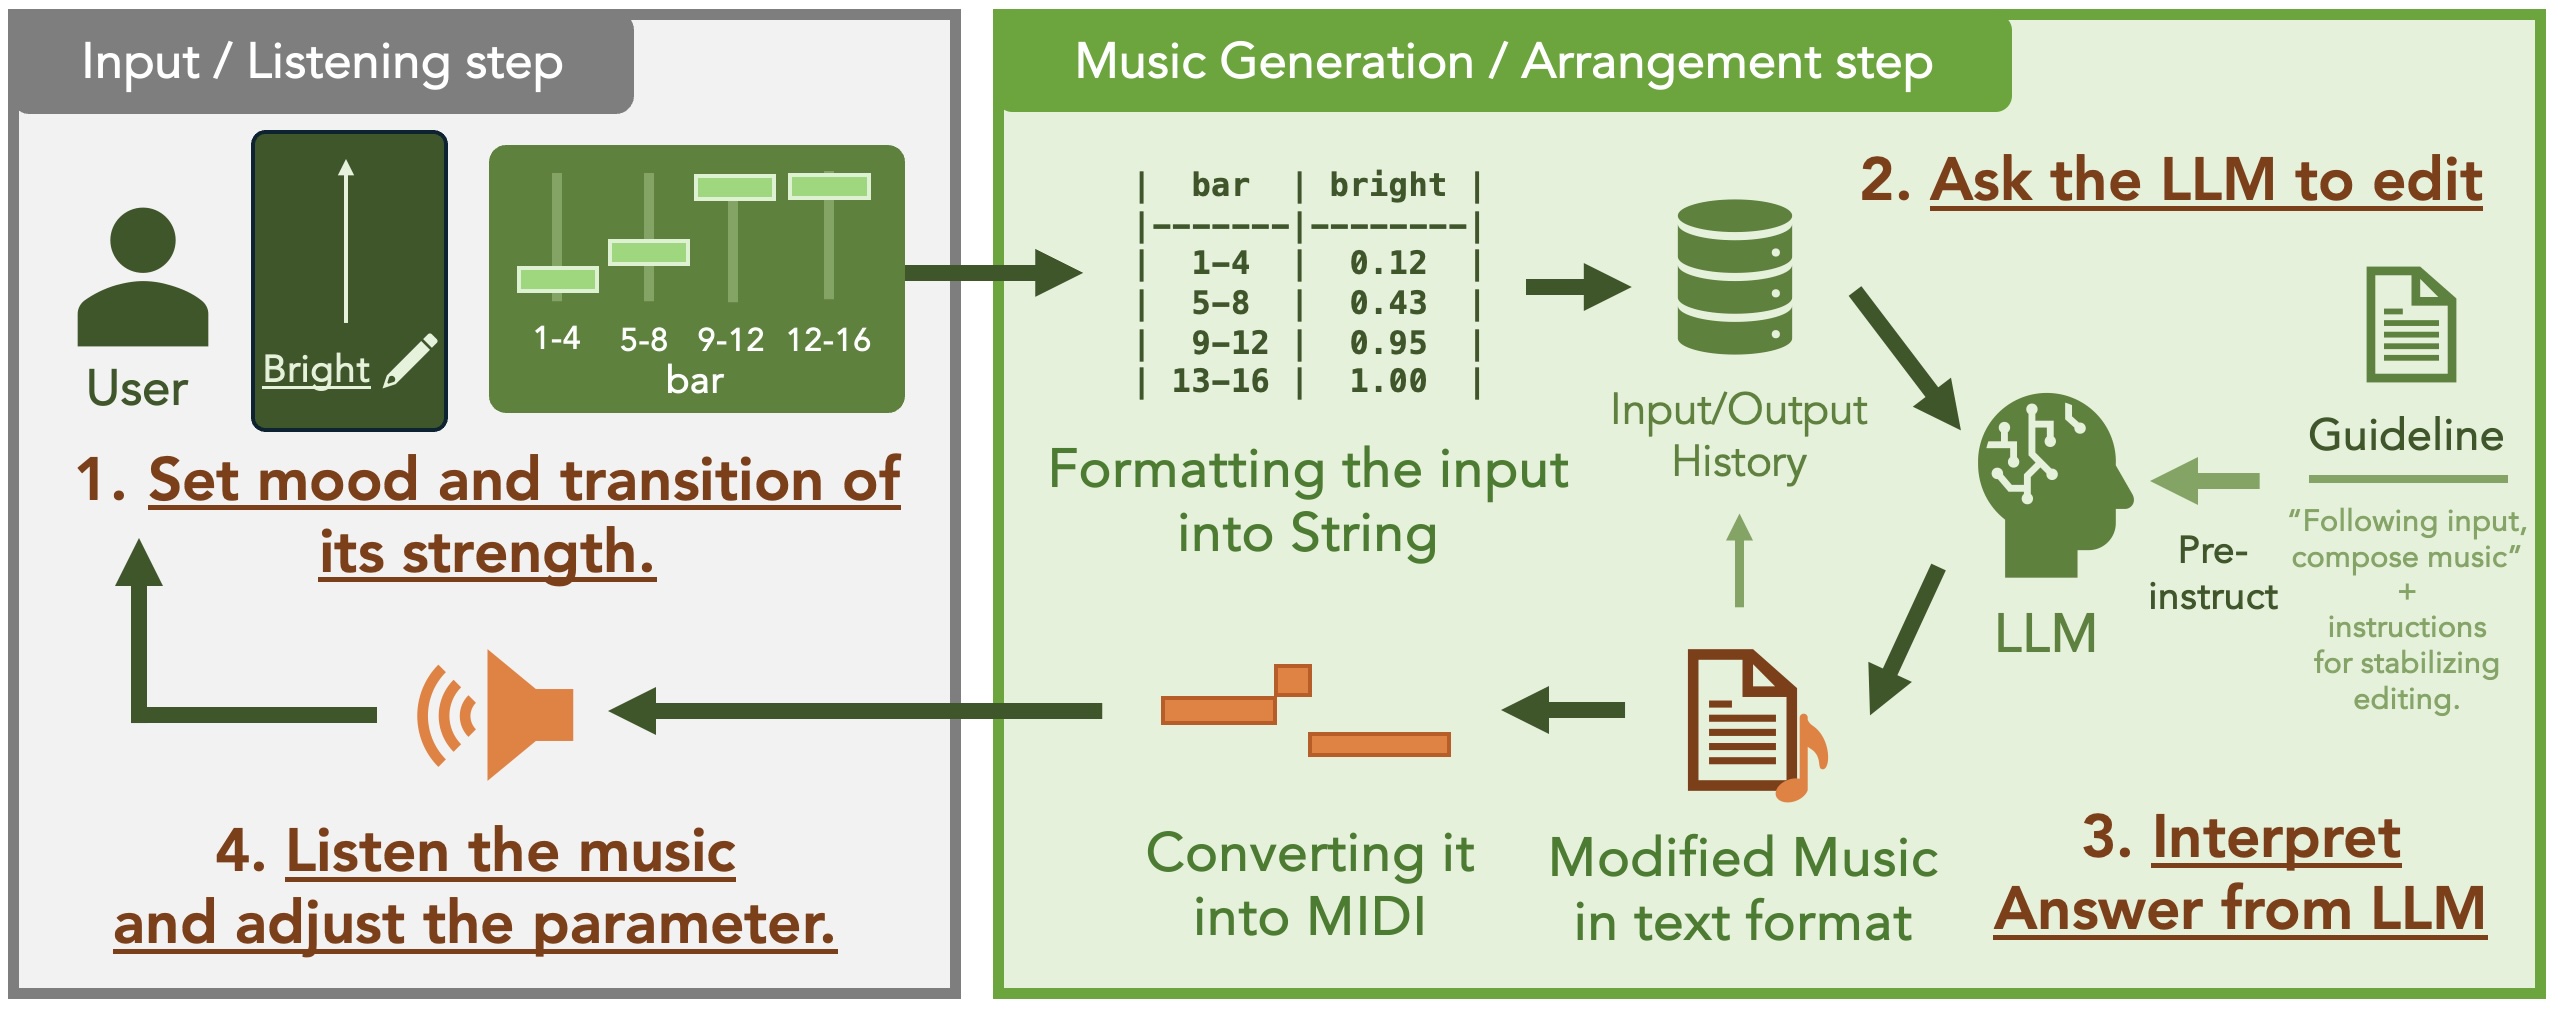 Input / Listening step
User
Bright
1-4 5-8 9-12 12-16
bar
1. Set mood and transition of
its strength.
4. Listen the music
and adjust the parameter.
Music Generation / Arrangement step
| bar | bright |
|-------|--------|
| 1-4 | 0.12 |
| 5-8 | 0.43 |
| 9-12 | 0.95 |
| 13-16 | 1.00 |
Formatting the input
into String
Input/Output
History
2. Ask the LLM to edit
LLM
Pre-
instruct
Guideline
“Following input,
compose music”
+
instructions
for stabilizing
editing.
3. Interpret
Answer from LLM
Modified Music
in text format
Converting it
into MIDI